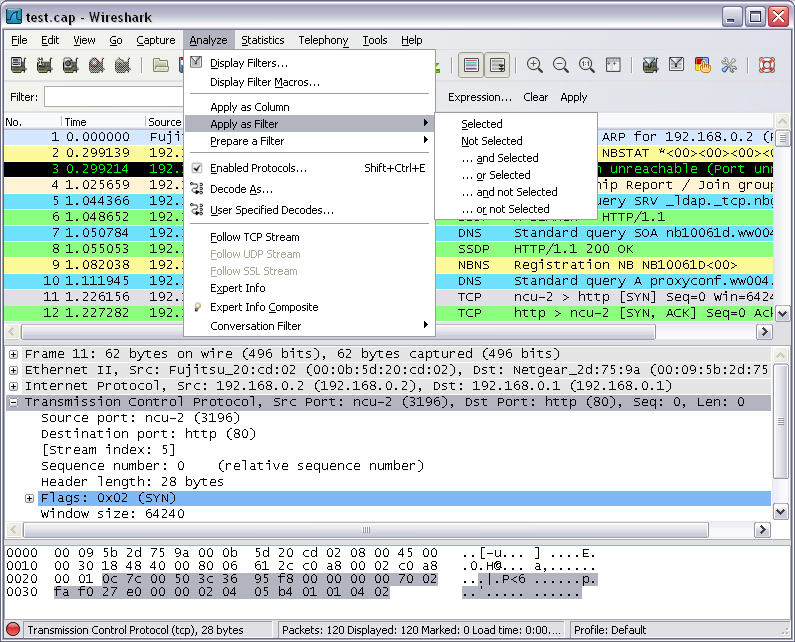 test.cap - Wireshark
File Edit View Go Capture Analyze Statistics Telephony Tools Help
Filter: Expression... Clear Apply
Display Filters...
Display Filter Macros...
Apply as Column
Apply as Filter
Prepare a Filter
Enabled Protocols... Shift+Ctrl+E
Decode As...
User Specified Decodes...
Follow TCP Stream
Follow UDP Stream
Follow SSL Stream
Expert Info
Expert Info Composite
Conversation Filter
Selected
Not Selected
... and Selected
... or Selected
... and not Selected
... or not Selected
No. Time Source
1 0.000000 Fujit ARP for 192.168.0.2
2 0.299139 192. NBSTAT *<00><00><00><
3 0.299214 192. unreachable (Port un
4 1.025659 192. ip Report / Join group
5 1.044366 192. query SRV _ldap._tcp.nb
6 1.048652 192. HTTP/1.1
7 1.050784 192. DNS Standard query SOA nb10061d.ww004
8 1.055053 192. SSDP HTTP/1.1 200 OK
9 1.082038 192. NBNS Registration NB NB10061D<00>
10 1.111945 192. DNS Standard query A proxyconf.ww004.
11 1.226156 192. TCP ncu-2 > http [SYN] Seq=0 Win=6424
12 1.227282 192. TCP http > ncu-2 [SYN, ACK] Seq=0 Ac
Frame 11: 62 bytes on wire (496 bits), 62 bytes captured (496 bits)
Ethernet II, Src: Fujitsu_20:cd:02 (00:0b:5d:20:cd:02), Dst: Netgear_2d:75:9a (00:09:5b:2d:75
Internet Protocol, Src: 192.168.0.2 (192.168.0.2), Dst: 192.168.0.1 (192.168.0.1)
Transmission Control Protocol, Src Port: ncu-2 (3196), Dst Port: http (80), Seq: 0, Len: 0
Source port: ncu-2 (3196)
Destination port: http (80)
[Stream index: 5]
Sequence number: 0 (relative sequence number)
Header length: 28 bytes
Flags: 0x02 (SYN)
Window size: 64240
0000 00 09 5b 2d 75 9a 00 0b 5d 20 cd 02 08 00 45 00 ..[-u... ] ....E.
0010 00 30 18 48 40 00 80 06 61 2c c0 a8 00 02 c0 a8 .0.H@... a,......
0020 00 01 0c 7c 00 50 3c 36 95 f8 00 00 00 00 70 02 ...|.P<6 ......p.
0030 fa f0 27 e0 00 00 02 04 05 b4 01 01 04 02 ..'..... ......
Transmission Control Protocol (tcp), 28 bytes Packets: 120 Displayed: 120 Marked: 0 Load time: 0:00.... Profile: Default